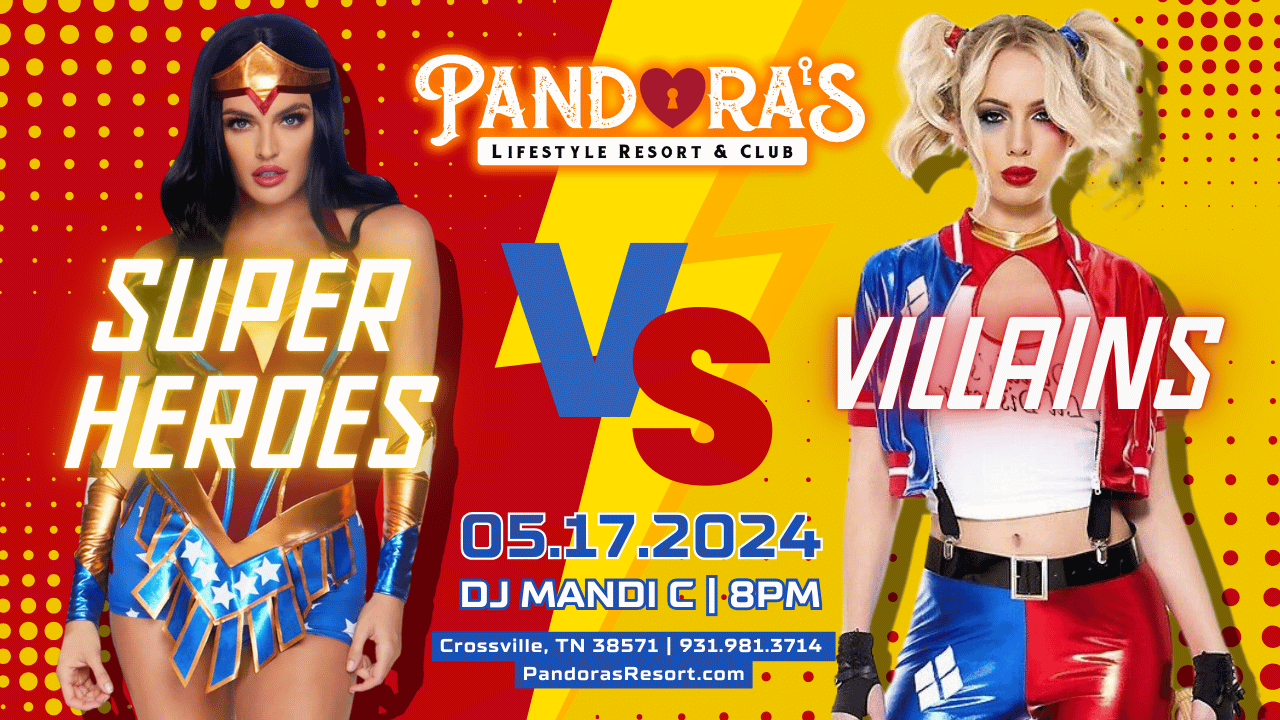 PANDORA'S
LIFESTYLE RESORT & CLUB
SUPER
HEROES
VS
VILLAINS
05.17.2024
DJ MANDI C | 8PM
Crossville, TN 38571 | 931.981.3714
PandorasResort.com